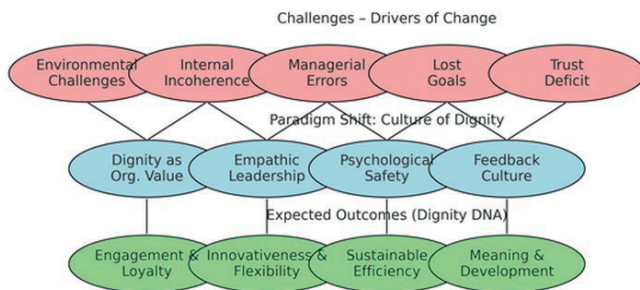 Challenges – Drivers of Change
Environmental Challenges
Internal Incoherence
Managerial Errors
Lost Goals
Trust Deficit
Paradigm Shift: Culture of Dignity
Dignity as Org. Value
Empathic Leadership
Psychological Safety
Feedback Culture
Expected Outcomes (Dignity DNA)
Engagement & Loyalty
Innovativeness & Flexibility
Sustainable Efficiency
Meaning & Development